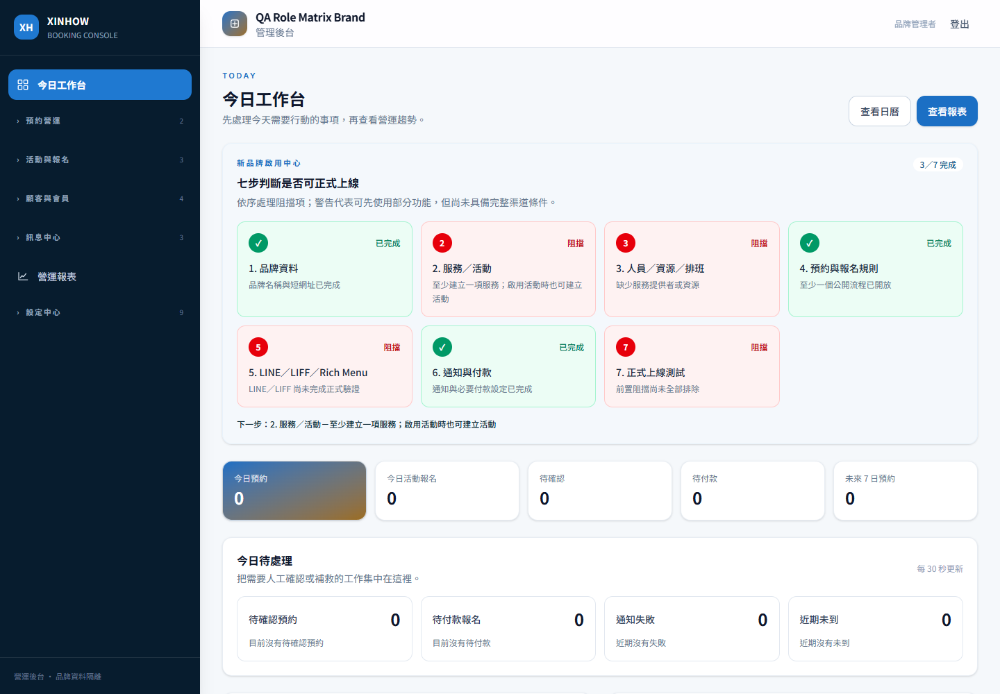 XH
XINHOW
BOOKING CONSOLE
今日工作台
› 預約營運 2
› 活動與報名 3
› 顧客與會員 4
› 訊息中心 3
營運報表
› 設定中心 9
營運後台・品牌資料隔離
QA Role Matrix Brand
管理後台
品牌管理者
登出
TODAY
今日工作台
先處理今天需要行動的事項，再查看營運趨勢。
查看日曆
查看報表
新品牌啟用中心
3／7 完成
七步判斷是否可正式上線
依序處理阻擋項；警告代表可先使用部分功能，但尚未具備完整渠道條件。
✓ 已完成
1. 品牌資料
品牌名稱與短網址已完成
2 阻擋
2. 服務／活動
至少建立一項服務；啟用活動時也可建立
活動
3 阻擋
3. 人員／資源／排班
缺少服務提供者或資源
✓ 已完成
4. 預約與報名規則
至少一個公開流程已開放
5 阻擋
5. LINE／LIFF／Rich Menu
LINE／LIFF 尚未完成正式驗證
✓ 已完成
6. 通知與付款
通知與必要付款設定已完成
7 阻擋
7. 正式上線測試
前置阻擋尚未全部排除
下一步：2. 服務／活動－至少建立一項服務；啟用活動時也可建立活動
今日預約
0
今日活動報名
0
待確認
0
待付款
0
未來 7 日預約
0
今日待處理
把需要人工確認或補救的工作集中在這裡。
每 30 秒更新
待確認預約 0
目前沒有待確認預約
待付款報名 0
目前沒有待付款
通知失敗 0
近期沒有失敗
近期未到 0
近期沒有未到